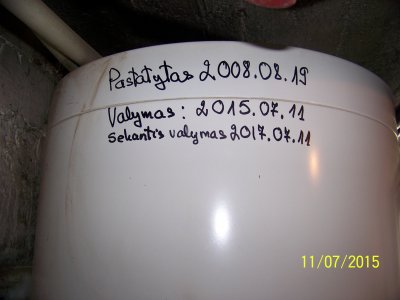 Pastatytas 2008.08.19
Valymas: 2015.07.11
Sekantis valymas 2017.07.11
11/07/2015